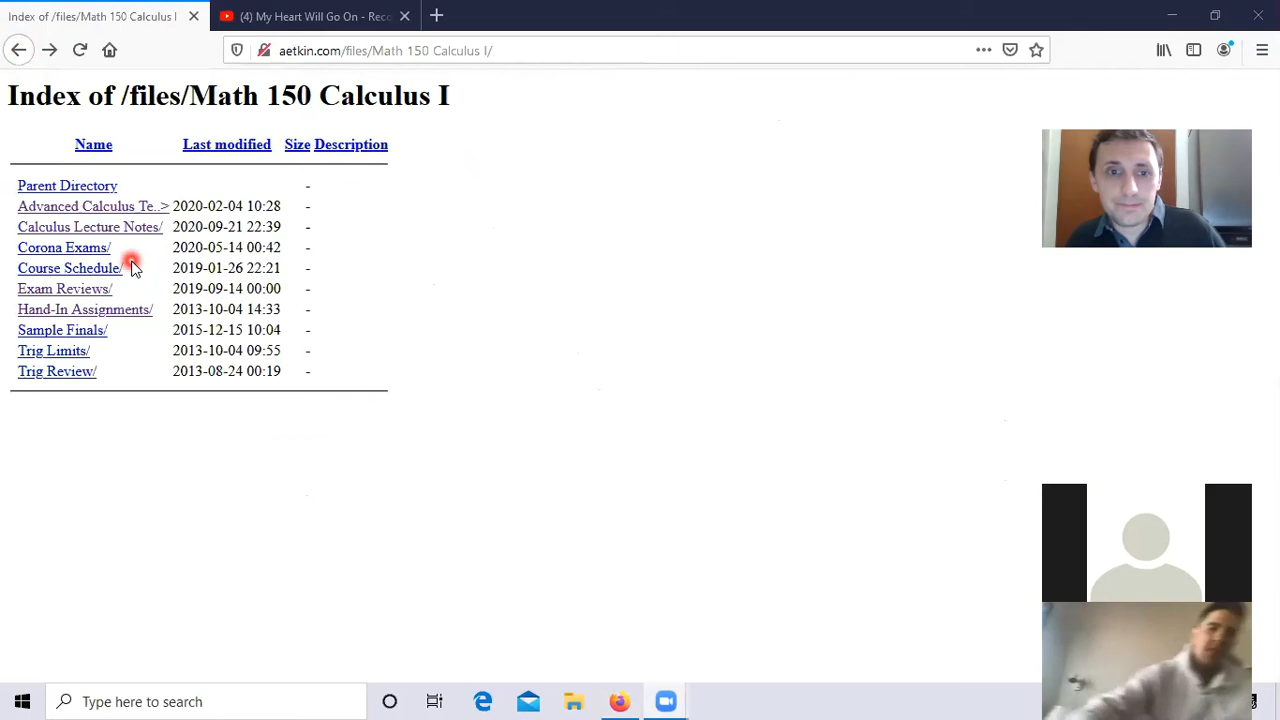 Index of /files/Math 150 Calculus I
(4) My Heart Will Go On - Reco
aetkin.com/files/Math 150 Calculus I/
Index of /files/Math 150 Calculus I
Name Last modified Size Description
Parent Directory -
Advanced Calculus Te..> 2020-02-04 10:28 -
Calculus Lecture Notes/ 2020-09-21 22:39 -
Corona Exams/ 2020-05-14 00:42 -
Course Schedule/ 2019-01-26 22:21 -
Exam Reviews/ 2019-09-14 00:00 -
Hand-In Assignments/ 2013-10-04 14:33 -
Sample Finals/ 2015-12-15 10:04 -
Trig Limits/ 2013-10-04 09:55 -
Trig Review/ 2013-08-24 00:19 -
Type here to search